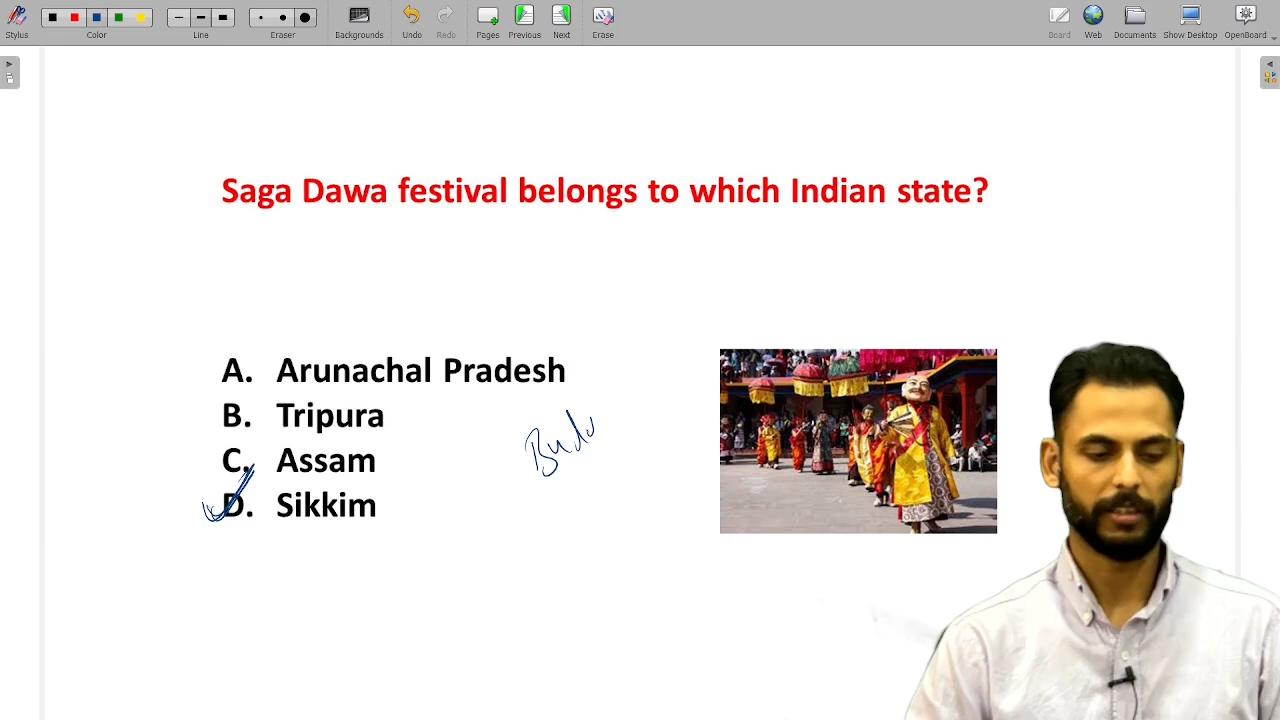 Stylus
Color
Line
Eraser
Backgrounds
Undo
Redo
Pages
Previous
Next
Erase
Board
Web
Documents
Show Desktop
OpenBoard
Saga Dawa festival belongs to which Indian state?
A. Arunachal Pradesh
B. Tripura
C. Assam
D. Sikkim